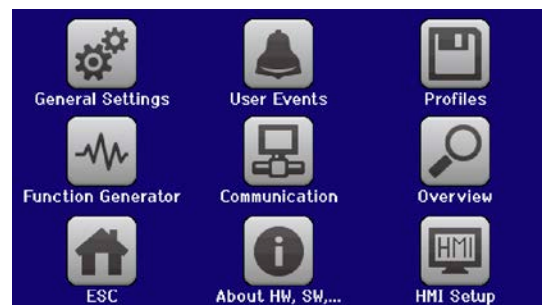 General Settings
User Events
Profiles
Function Generator
Communication
Overview
HMI
ESC
About HW, SW,...
HMI Setup